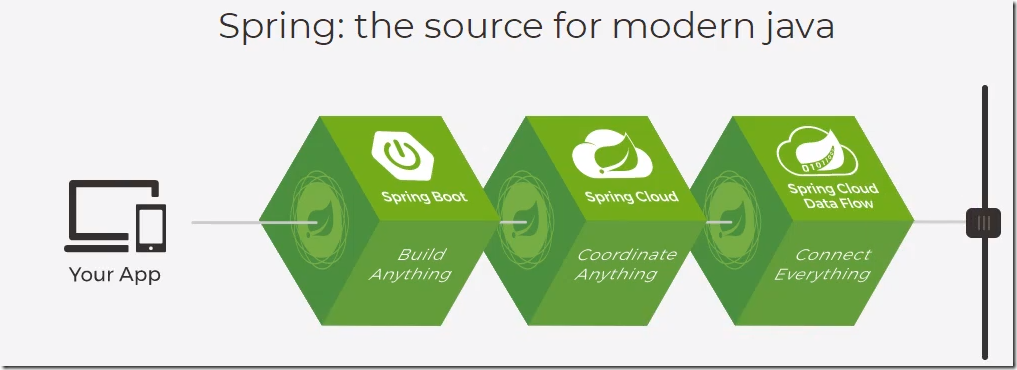 Spring: the source for modern java
Spring Boot
Build
Anything
Spring Cloud
Coordinate
Anything
Spring Cloud
Data Flow
Connect
Everything
Your App